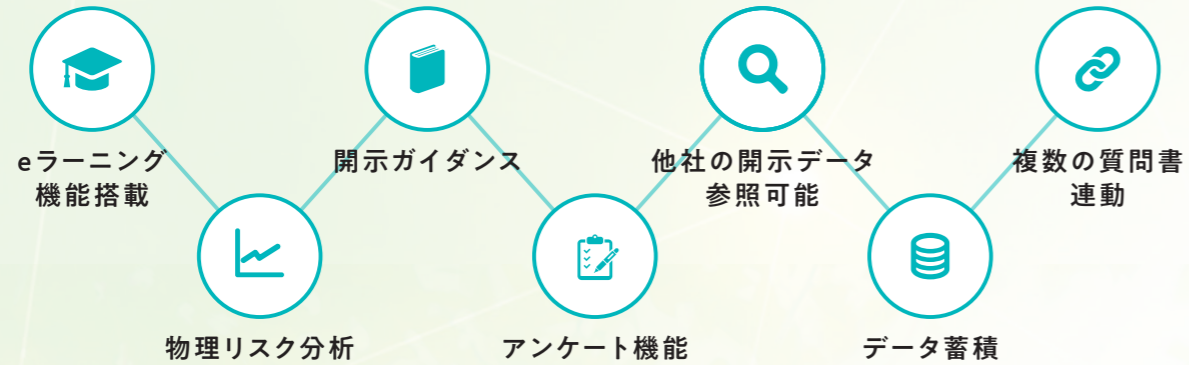 eラーニング
機能搭載
開示ガイダンス
他社の開示データ
参照可能
複数の質問書
連動
物理リスク分析
アンケート機能
データ蓄積